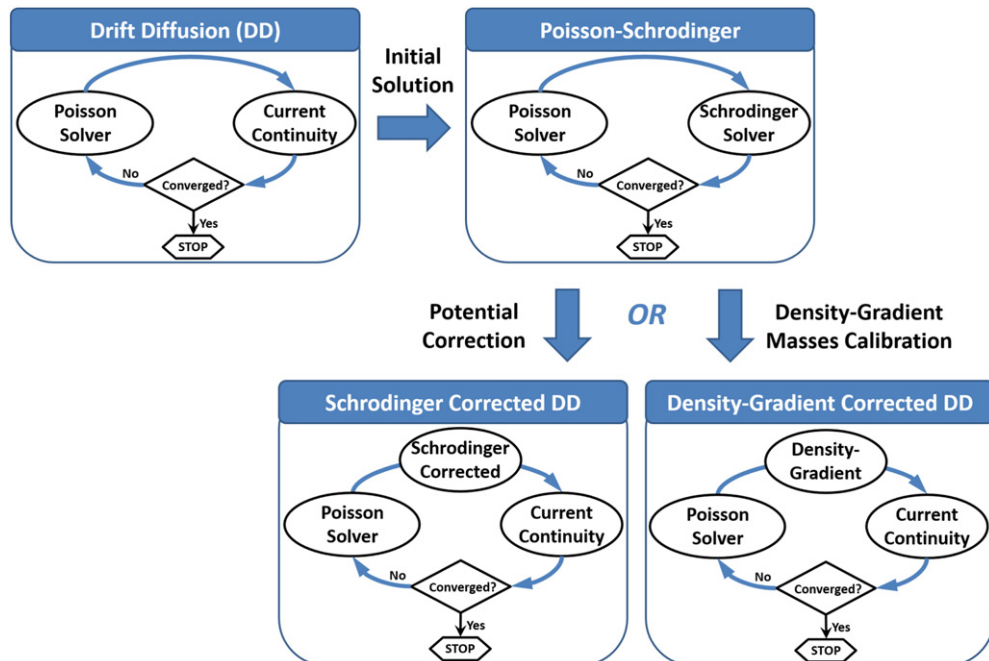 Drift Diffusion (DD)
Poisson
Solver
Current
Continuity
No
Converged?
Yes
STOP
Initial
Solution
Poisson-Schrodinger
Poisson
Solver
Schrodinger
Solver
No
Converged?
Yes
STOP
Potential
Correction
OR
Density-Gradient
Masses Calibration
Schrodinger Corrected DD
Schrodinger
Corrected
Poisson
Solver
Current
Continuity
No
Converged?
Yes
STOP
Density-Gradient Corrected DD
Density-
Gradient
Poisson
Solver
Current
Continuity
No
Converged?
Yes
STOP